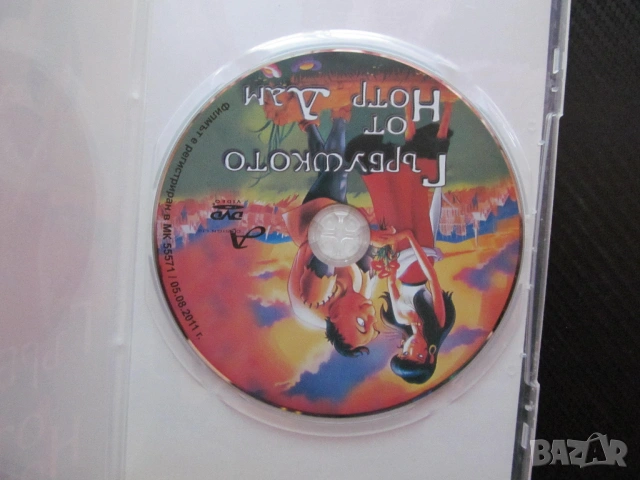 Гърбушкото
от
Нотр Дам
DVD
VIDEO
Филмът е регистриран в МК 55571 / 05.08.2011 г.
BAZAR